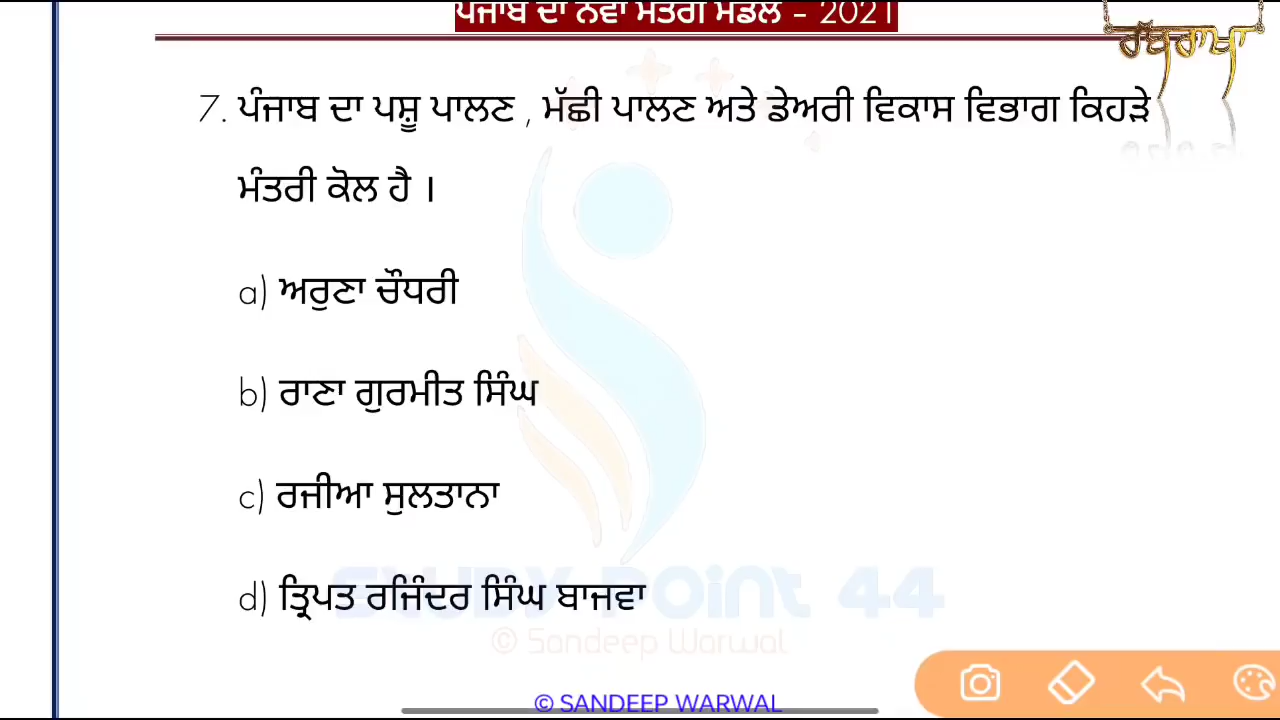 ਪੰਜਾਬ ਦਾ ਨਵਾਂ ਮੰਤਰੀ ਮੰਡਲ - 2021
ਰੱਬਰਾਖਾ
7. ਪੰਜਾਬ ਦਾ ਪਸ਼ੂ ਪਾਲਣ , ਮੱਛੀ ਪਾਲਣ ਅਤੇ ਡੇਅਰੀ ਵਿਕਾਸ ਵਿਭਾਗ ਕਿਹੜੇ
ਮੰਤਰੀ ਕੋਲ ਹੈ ।
a) ਅਰੁਣਾ ਚੌਧਰੀ
b) ਰਾਣਾ ਗੁਰਮੀਤ ਸਿੰਘ
c) ਰਜੀਆ ਸੁਲਤਾਨਾ
d) ਤ੍ਰਿਪਤ ਰਜਿੰਦਰ ਸਿੰਘ ਬਾਜਵਾ
STUDY POINT 44
© Sandeep Warwal
© SANDEEP WARWAL